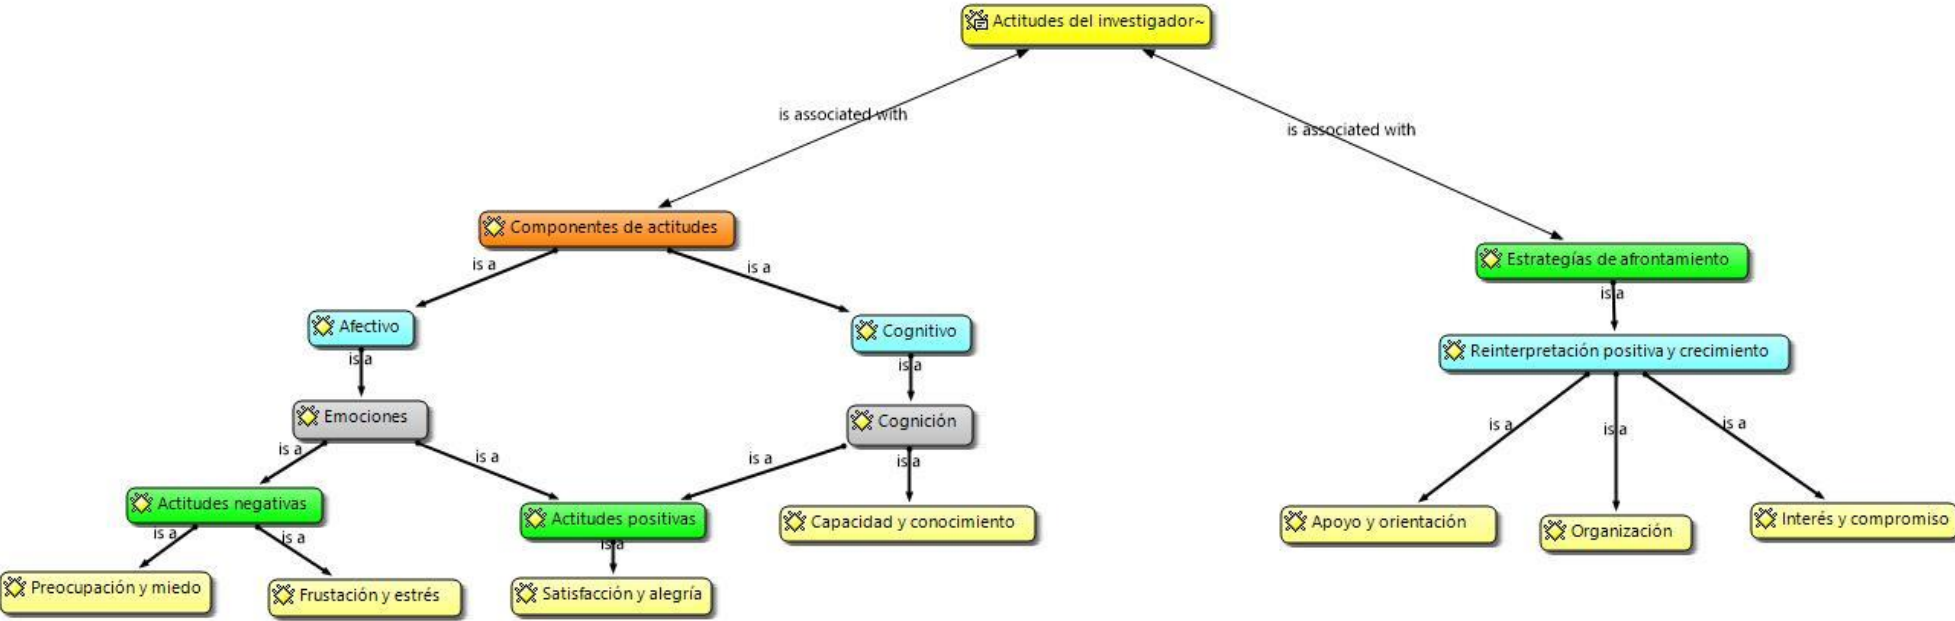 Actitudes del investigador~
is associated with
is associated with
Componentes de actitudes
Estrategías de afrontamiento
is a
is a
is a
Afectivo
Cognitivo
Reinterpretación positiva y crecimiento
is a
is a
Emociones
Cognición
is a
is a
is a
is a
is a
is a
is a
Actitudes negativas
Actitudes positivas
Capacidad y conocimiento
Apoyo y orientación
Organización
Interés y compromiso
is a
is a
is a
Preocupación y miedo
Frustación y estrés
Satisfacción y alegría